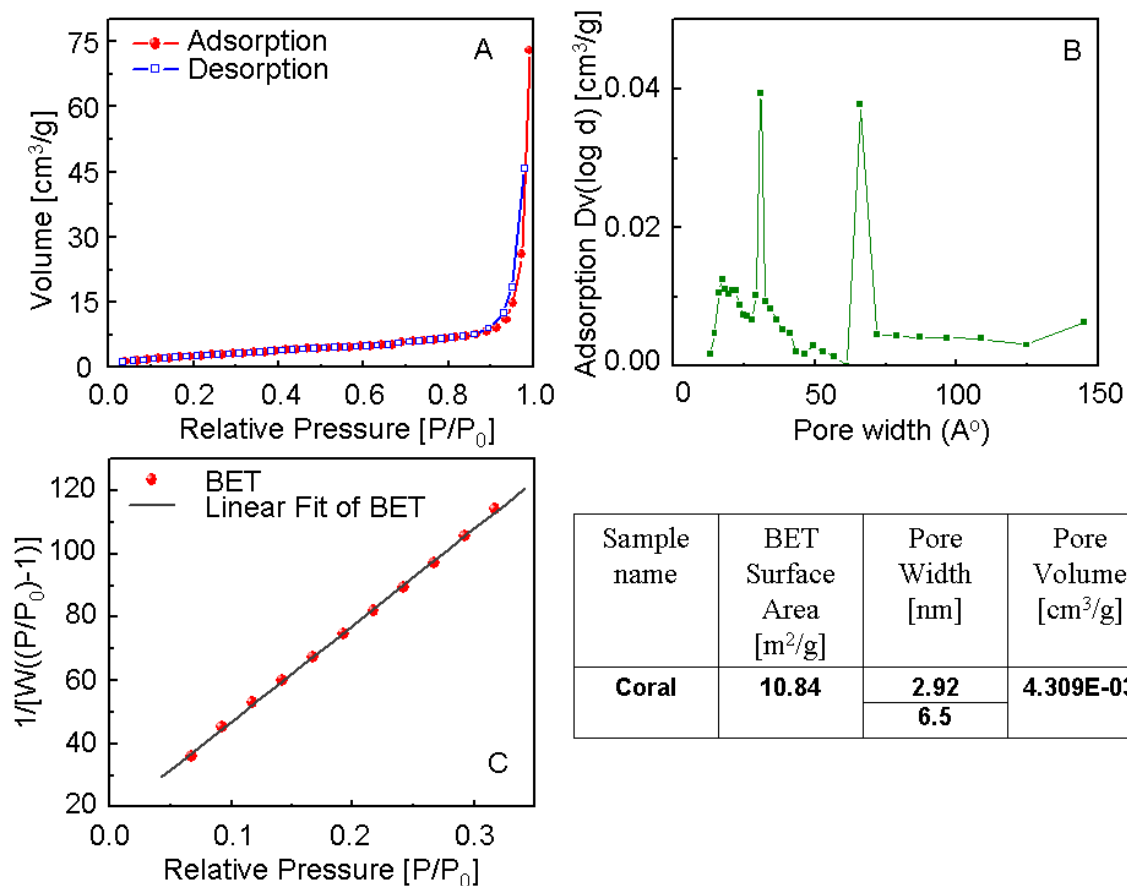 Adsorption
Desorption
A
Volume [cm³/g]
75
60
45
30
15
0
0.0 0.2 0.4 0.6 0.8 1.0
Relative Pressure [P/P₀]
B
Adsorption Dv(log d) [cm³/g]
0.04
0.02
0.00
0 50 100 150
Pore width (Aᵒ)
BET
Linear Fit of BET
C
1/[W((P/P₀)-1)]
120
100
80
60
40
20
0.0 0.1 0.2 0.3
Relative Pressure [P/P₀]
Sample name
BET Surface Area [m²/g]
Pore Width [nm]
Pore Volume [cm³/g]
Coral
10.84
2.92
6.5
4.309E-03